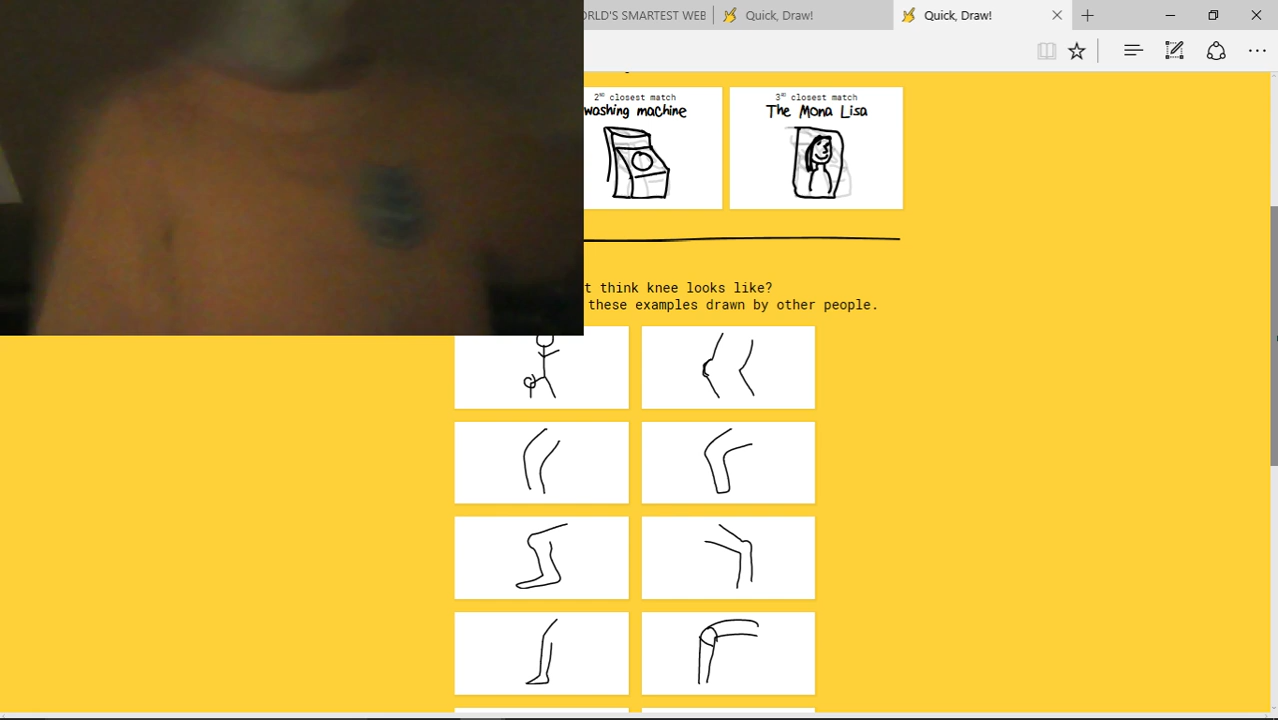 ORLD'S SMARTEST WEB
Quick, Draw!
Quick, Draw!
2nd closest match
washing machine
3rd closest match
The Mona Lisa
t think knee looks like?
these examples drawn by other people.